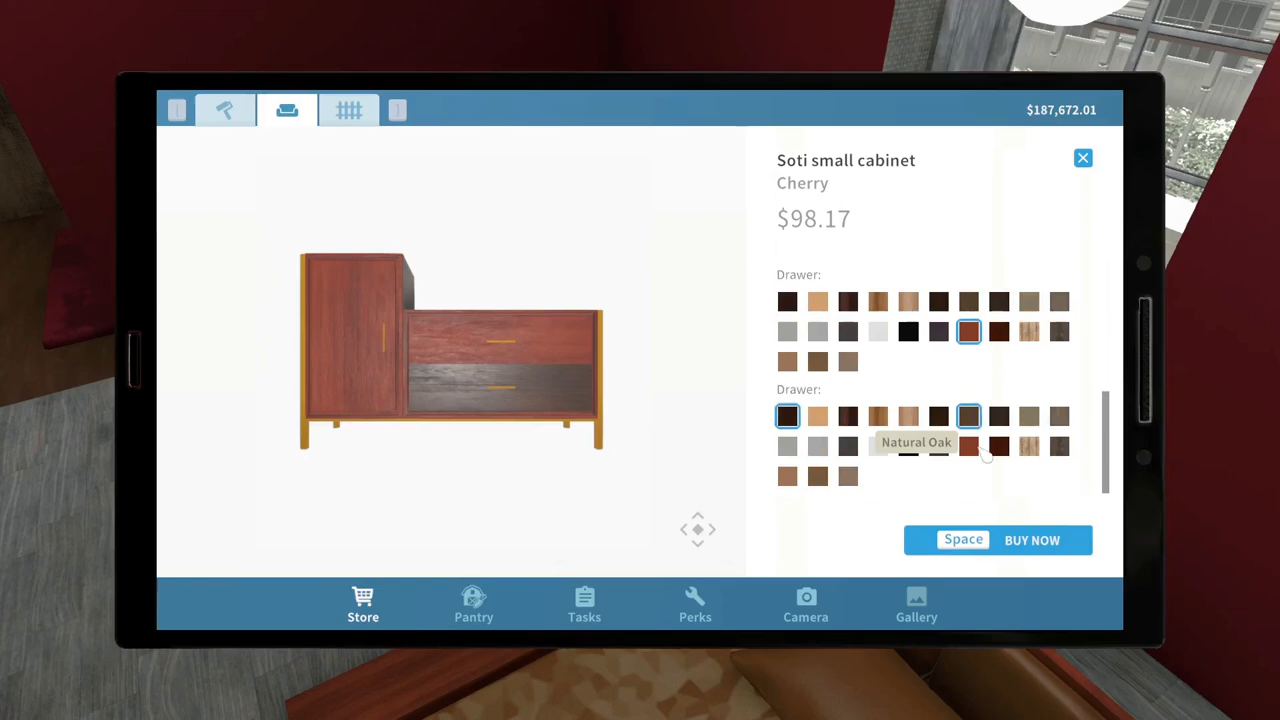 $187,672.01
Soti small cabinet
Cherry
$98.17
Drawer:
Drawer:
Natural Oak
Space BUY NOW
Store Pantry Tasks Perks Camera Gallery